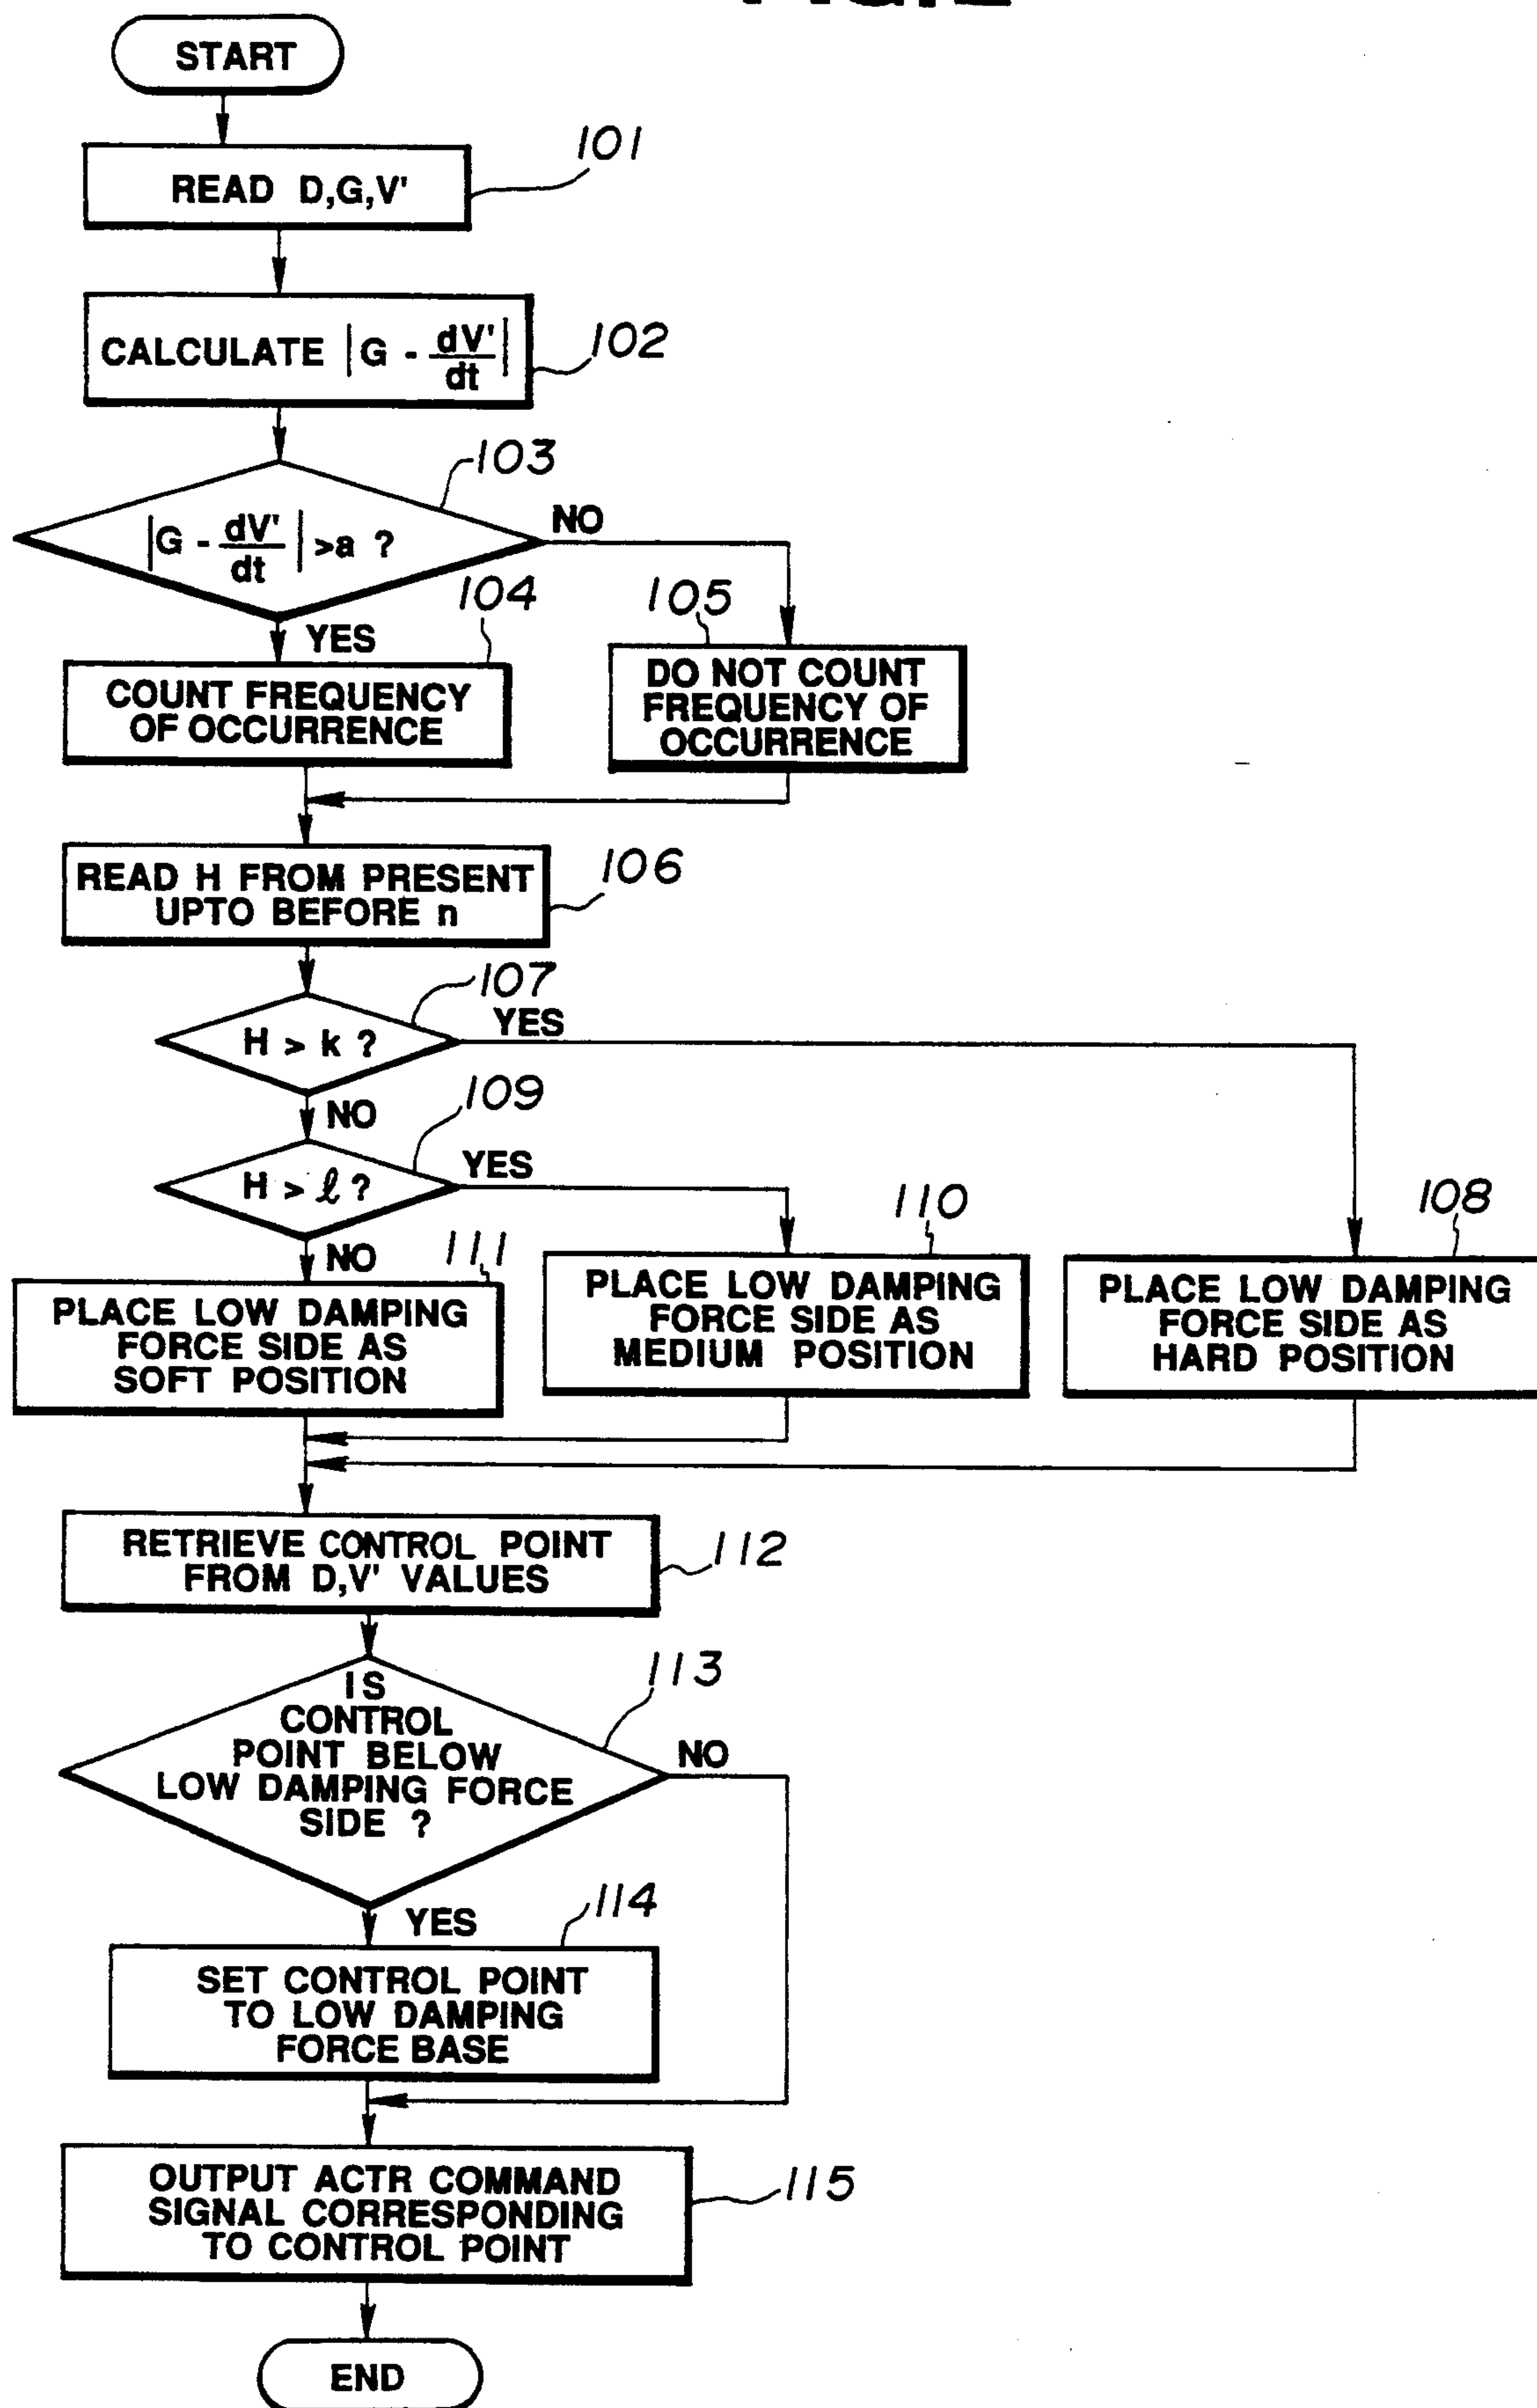 START
101
READ D,G,V'
CALCULATE |G - dV'/dt|
102
103
|G - dV'/dt| >a ?
NO
104
105
YES
COUNT FREQUENCY
OF OCCURRENCE
DO NOT COUNT
FREQUENCY OF
OCCURRENCE
READ H FROM PRESENT
UPTO BEFORE n
106
107
H > k ?
YES
NO
109
H > ℓ ?
YES
NO
111
110
108
PLACE LOW DAMPING
FORCE SIDE AS
SOFT POSITION
PLACE LOW DAMPING
FORCE SIDE AS
MEDIUM POSITION
PLACE LOW DAMPING
FORCE SIDE AS
HARD POSITION
RETRIEVE CONTROL POINT
FROM D,V' VALUES
112
113
IS
CONTROL
POINT BELOW
LOW DAMPING FORCE
SIDE ?
NO
YES
114
SET CONTROL POINT
TO LOW DAMPING
FORCE BASE
OUTPUT ACTR COMMAND
SIGNAL CORRESPONDING
TO CONTROL POINT
115
END